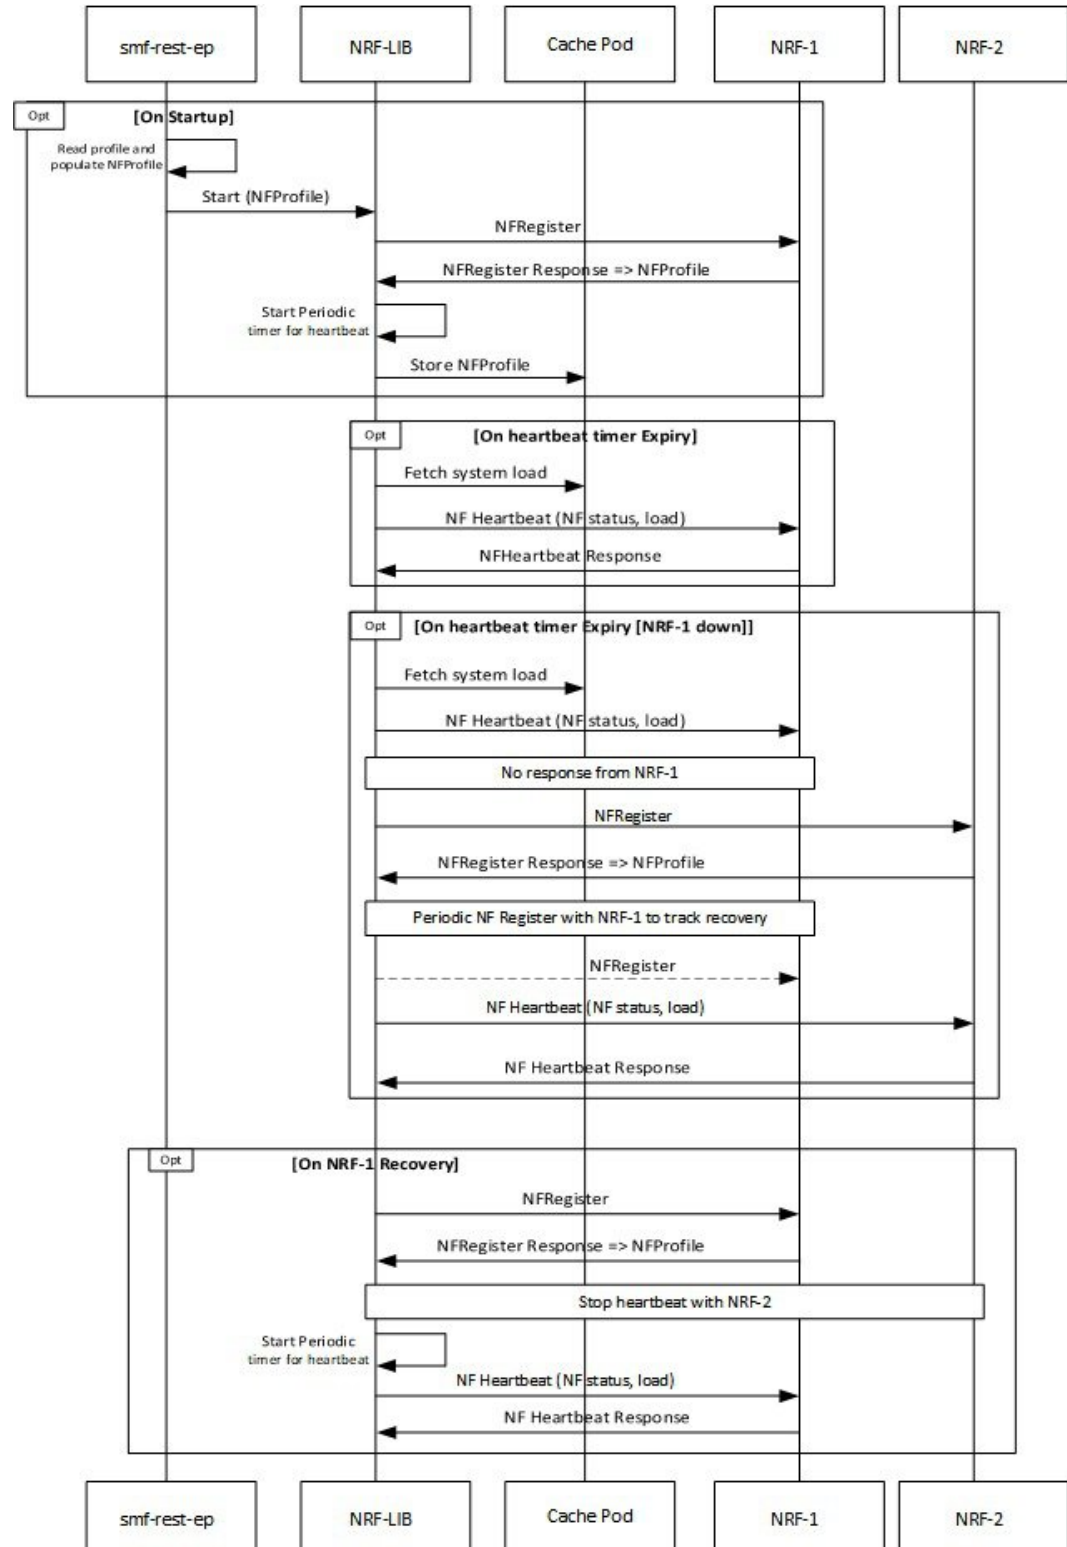 smf-rest-ep
NRF-LIB
Cache Pod
NRF-1
NRF-2
Opt
[On Startup]
Read profile and
populate NFProfile
Start (NFProfile)
NFRegister
NFRegister Response => NFProfile
Start Periodic
timer for heartbeat
Store NFProfile
Opt
[On heartbeat timer Expiry]
Fetch system load
NF Heartbeat (NF status, load)
NFHeartbeat Response
Opt
[On heartbeat timer Expiry [NRF-1 down]]
Fetch system load
NF Heartbeat (NF status, load)
No response from NRF-1
NFRegister
NFRegister Response => NFProfile
Periodic NF Register with NRF-1 to track recovery
NFRegister
NF Heartbeat (NF status, load)
NF Heartbeat Response
Opt
[On NRF-1 Recovery]
NFRegister
NFRegister Response => NFProfile
Stop heartbeat with NRF-2
Start Periodic
timer for heartbeat
NF Heartbeat (NF status, load)
NF Heartbeat Response
smf-rest-ep
NRF-LIB
Cache Pod
NRF-1
NRF-2